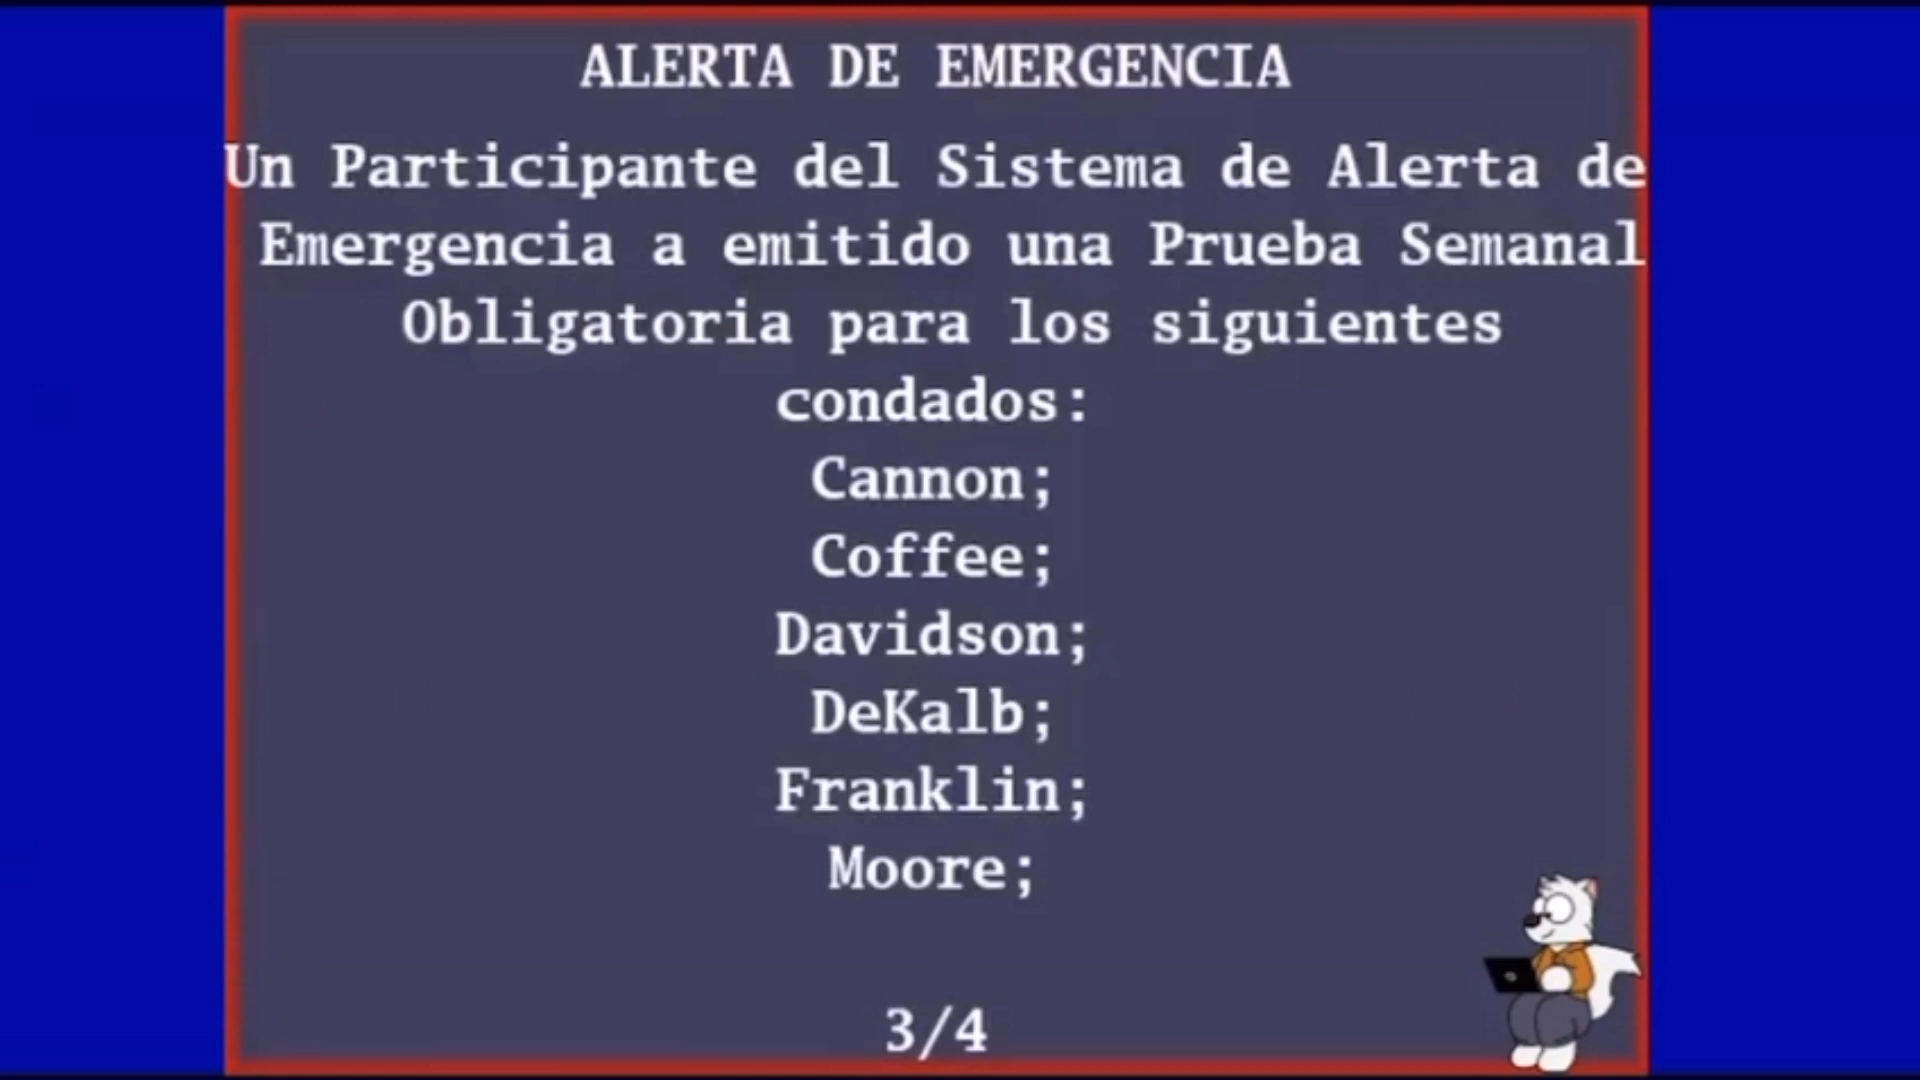 ALERTA DE EMERGENCIA
Un Participante del Sistema de Alerta de
Emergencia a emitido una Prueba Semanal
Obligatoria para los siguientes
condados:
Cannon;
Coffee;
Davidson;
DeKalb;
Franklin;
Moore;
3/4